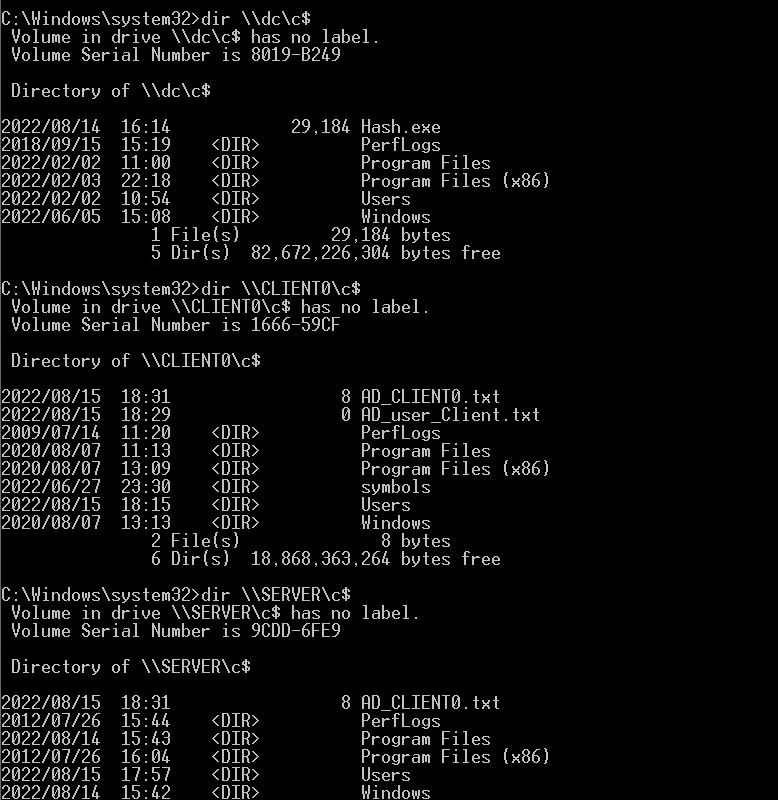 C:\Windows\system32>dir \\dc\c$
 Volume in drive \\dc\c$ has no label.
 Volume Serial Number is 8019-B249

 Directory of \\dc\c$

2022/08/14  16:14            29,184 Hash.exe
2018/09/15  15:19    <DIR>          PerfLogs
2022/02/02  11:00    <DIR>          Program Files
2022/02/03  22:18    <DIR>          Program Files (x86)
2022/02/02  10:54    <DIR>          Users
2022/06/05  15:08    <DIR>          Windows
               1 File(s)         29,184 bytes
               5 Dir(s)  82,672,226,304 bytes free

C:\Windows\system32>dir \\CLIENT0\c$
 Volume in drive \\CLIENT0\c$ has no label.
 Volume Serial Number is 1666-59CF

 Directory of \\CLIENT0\c$

2022/08/15  18:31                 8 AD_CLIENT0.txt
2022/08/15  18:29                 0 AD_user_Client.txt
2009/07/14  11:20    <DIR>          PerfLogs
2020/08/07  11:13    <DIR>          Program Files
2020/08/07  13:09    <DIR>          Program Files (x86)
2022/06/27  23:30    <DIR>          symbols
2022/08/15  18:15    <DIR>          Users
2020/08/07  13:13    <DIR>          Windows
               2 File(s)              8 bytes
               6 Dir(s)  18,868,363,264 bytes free

C:\Windows\system32>dir \\SERVER\c$
 Volume in drive \\SERVER\c$ has no label.
 Volume Serial Number is 9CDD-6FE9

 Directory of \\SERVER\c$

2022/08/15  18:31                 8 AD_CLIENT0.txt
2012/07/26  15:44    <DIR>          PerfLogs
2022/08/14  15:43    <DIR>          Program Files
2012/07/26  16:04    <DIR>          Program Files (x86)
2022/08/15  17:57    <DIR>          Users
2022/08/14  15:42    <DIR>          Windows